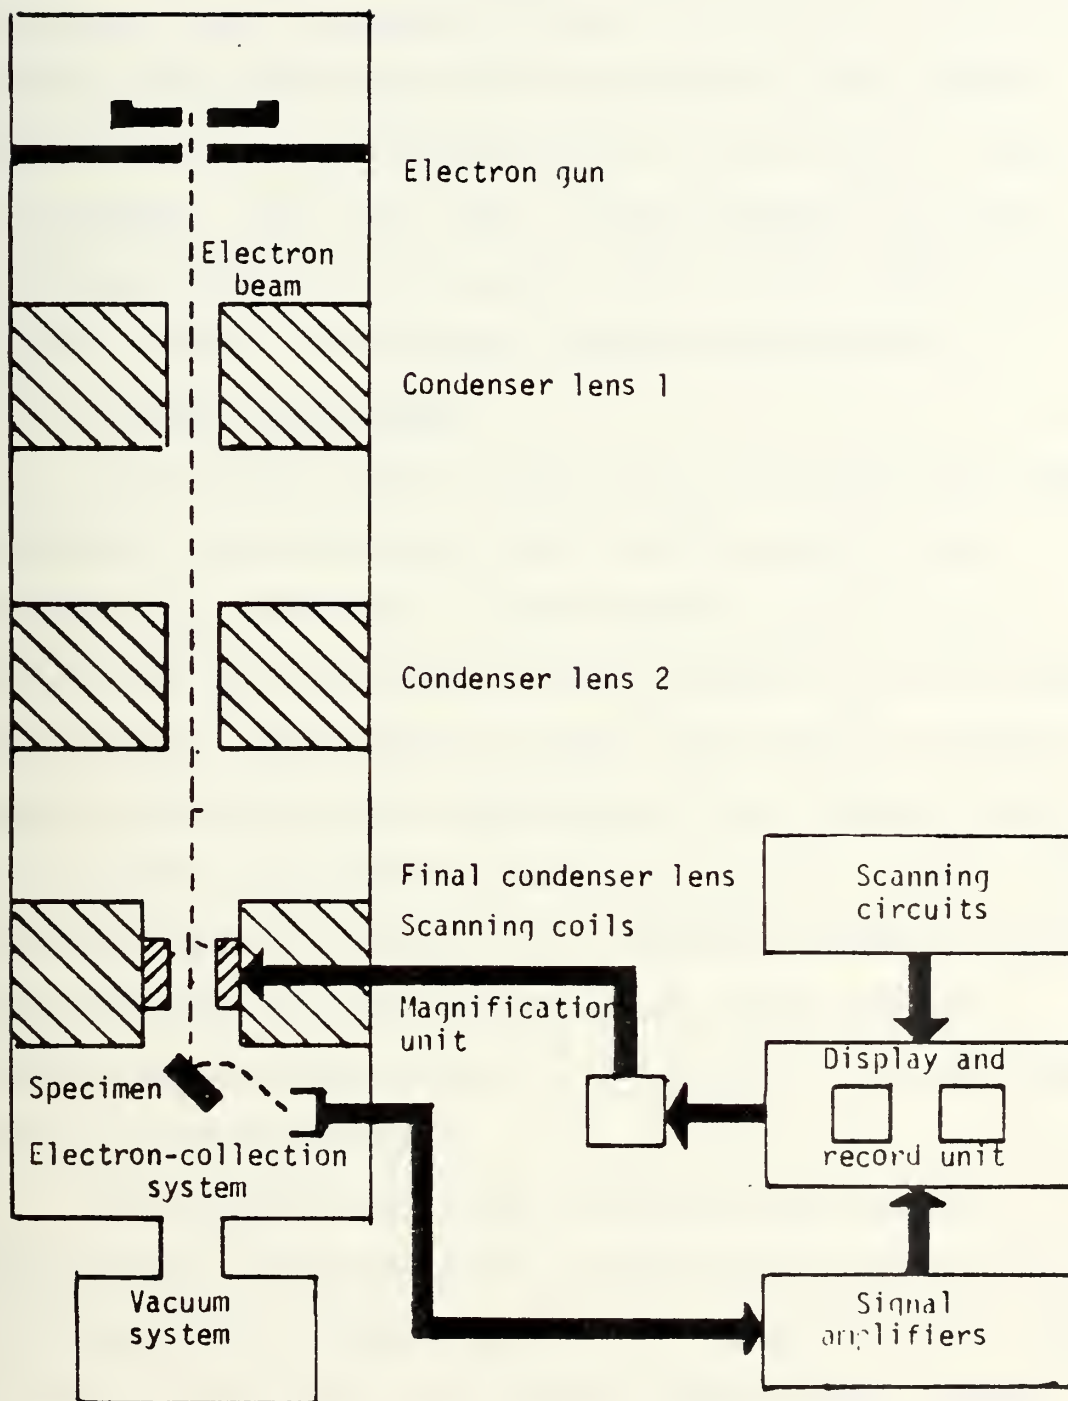 Electron gun
Electron
beam
Condenser lens 1
Condenser lens 2
Final condenser lens
Scanning coils
Magnification
unit
Scanning
circuits
Display and
record unit
Specimen
Electron-collection
system
Vacuum
system
Signal
amplifiers